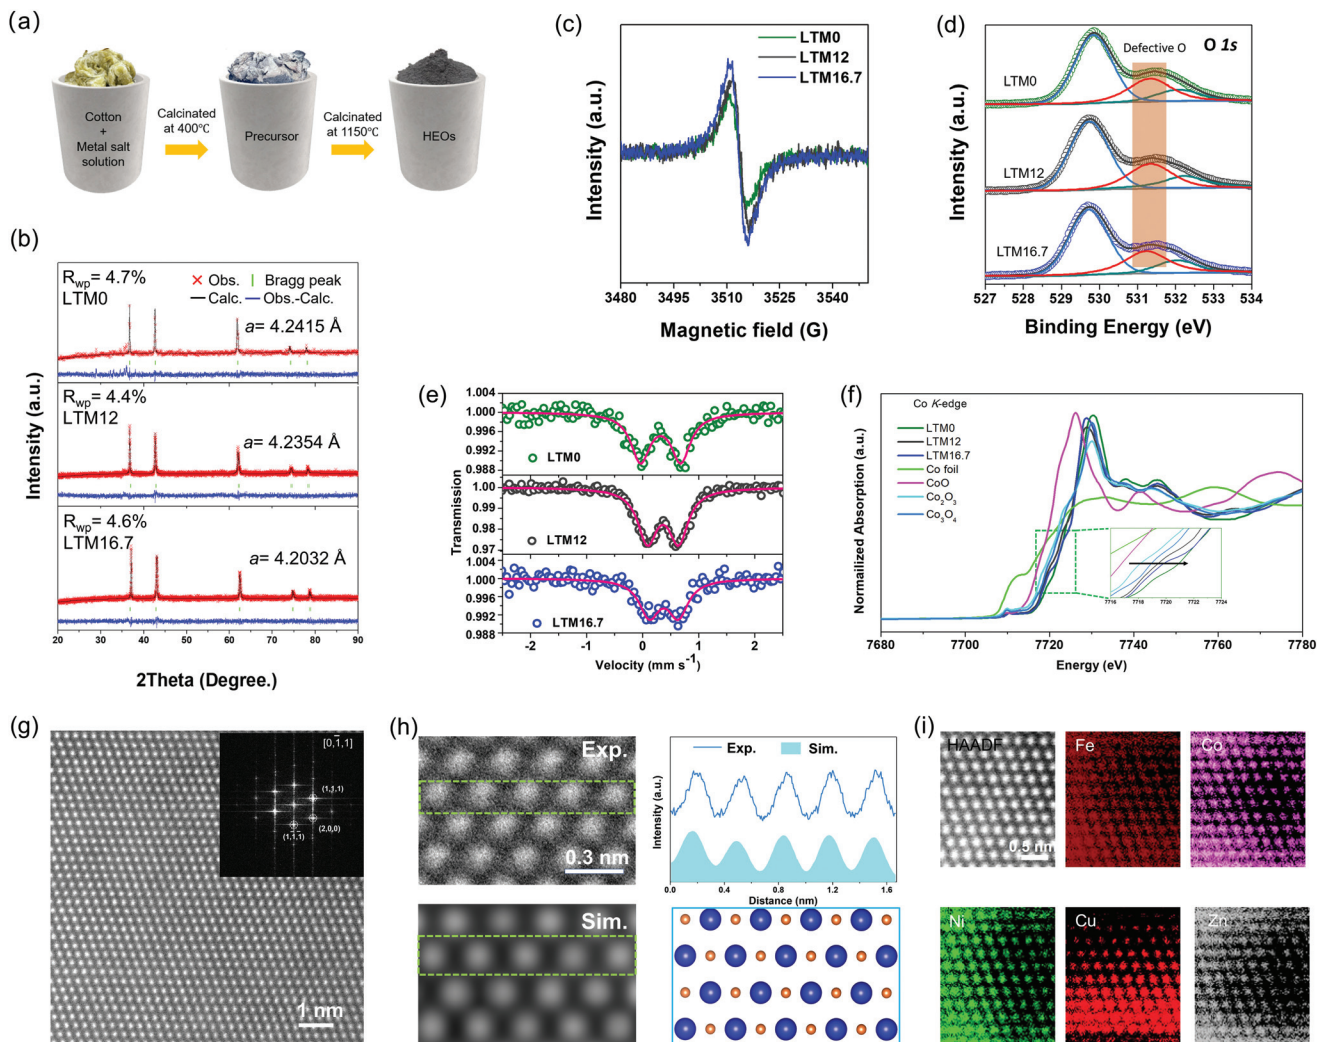 (a)
Cotton
+
Metal salt
solution
Calcinated
at 400℃
Precursor
Calcinated
at 1150℃
HEOs
(b)
Intensity (a.u.)
Rwp= 4.7%
LTM0
× Obs.
Bragg peak
Calc.
Obs.-Calc.
a= 4.2415 Å
Rwp= 4.4%
LTM12
a= 4.2354 Å
Rwp= 4.6%
LTM16.7
a= 4.2032 Å
20 30 40 50 60 70 80 90
2Theta (Degree.)
(c)
Intensity (a.u.)
LTM0
LTM12
LTM16.7
3480 3495 3510 3525 3540
Magnetic field (G)
(d)
Intensity (a.u.)
Defective O
O 1s
LTM0
LTM12
LTM16.7
527 528 529 530 531 532 533 534
Binding Energy (eV)
(e)
Transmission
1.004
1.000
0.996
0.992
0.988
LTM0
1.00
0.99
0.98
0.97
LTM12
1.004
1.000
0.996
0.992
0.988
LTM16.7
-2 -1 0 1 2
Velocity (mm s-1)
(f)
Normailized Absorption (a.u.)
Co K-edge
LTM0
LTM12
LTM16.7
Co foil
CoO
Co2O3
Co3O4
7716 7718 7720 7722 7724
7680 7700 7720 7740 7760 7780
Energy (eV)
(g)
[0,1̅,1]
(1,1,1)
(2,0,0)
(1,1̅,1̅)
1 nm
(h)
Exp.
0.3 nm
Sim.
Exp.
Sim.
Intensity (a.u.)
0.0 0.4 0.8 1.2 1.6
Distance (nm)
(i)
HAADF
0.5 nm
Fe
Co
Ni
Cu
Zn